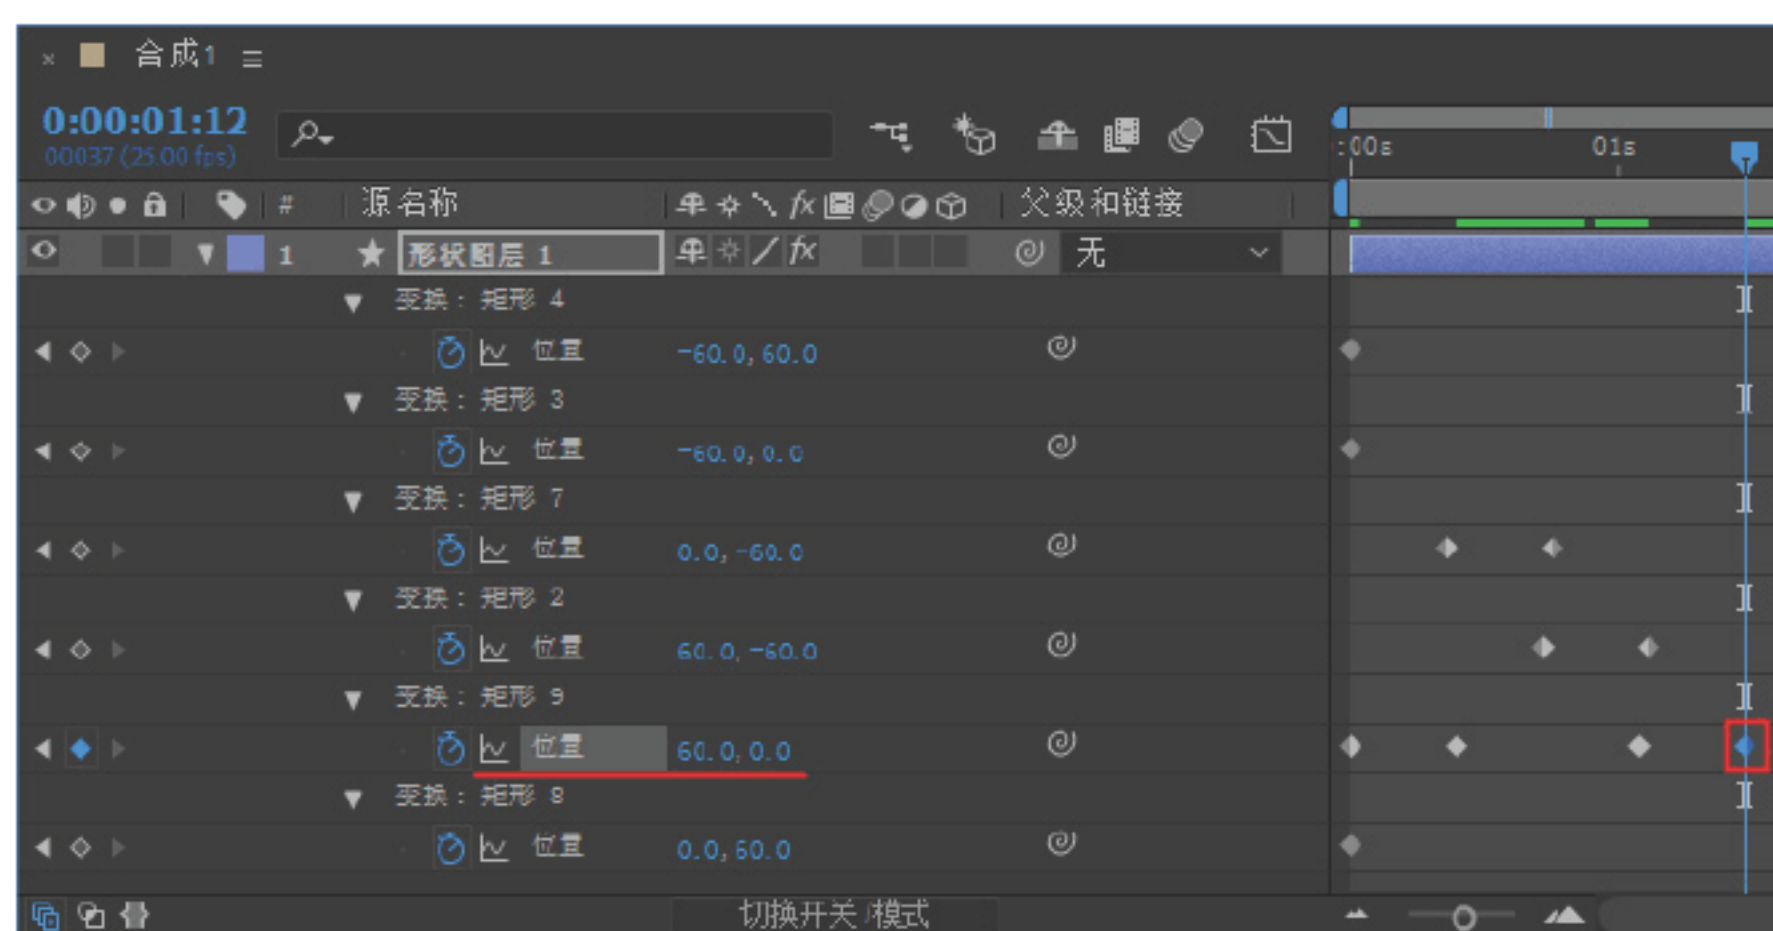 合成1
0:00:01:12
00037 (25.00 fps)
:00s 01s
# 源名称 父级和链接
1 形状图层 1 无
变换：矩形 4
位置 -60.0, 60.0
变换：矩形 3
位置 -60.0, 0.0
变换：矩形 7
位置 0.0, -60.0
变换：矩形 2
位置 60.0, -60.0
变换：矩形 9
位置 60.0, 0.0
变换：矩形 8
位置 0.0, 60.0
切换开关/模式